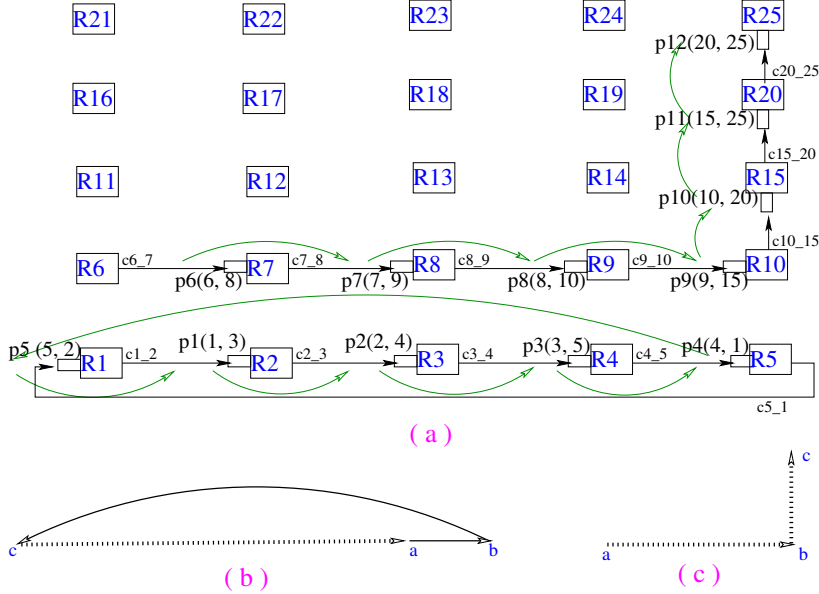 R21 R22 R23 R24 R25
p12(20, 25)
c20_25
R16 R17 R18 R19 R20
p11(15, 25)
c15_20
R11 R12 R13 R14 R15
p10(10, 20)
c10_15
R6 c6_7 R7 c7_8 R8 c8_9 R9 c9_10 R10
p6(6, 8) p7(7, 9) p8(8, 10) p9(9, 15)
p5 (5, 2) p1(1, 3) p2(2, 4) p3(3, 5) p4(4, 1)
R1 c1_2 R2 c2_3 R3 c3_4 R4 c4_5 R5
c5_1
( a )
c
c a b a b
( b ) ( c )